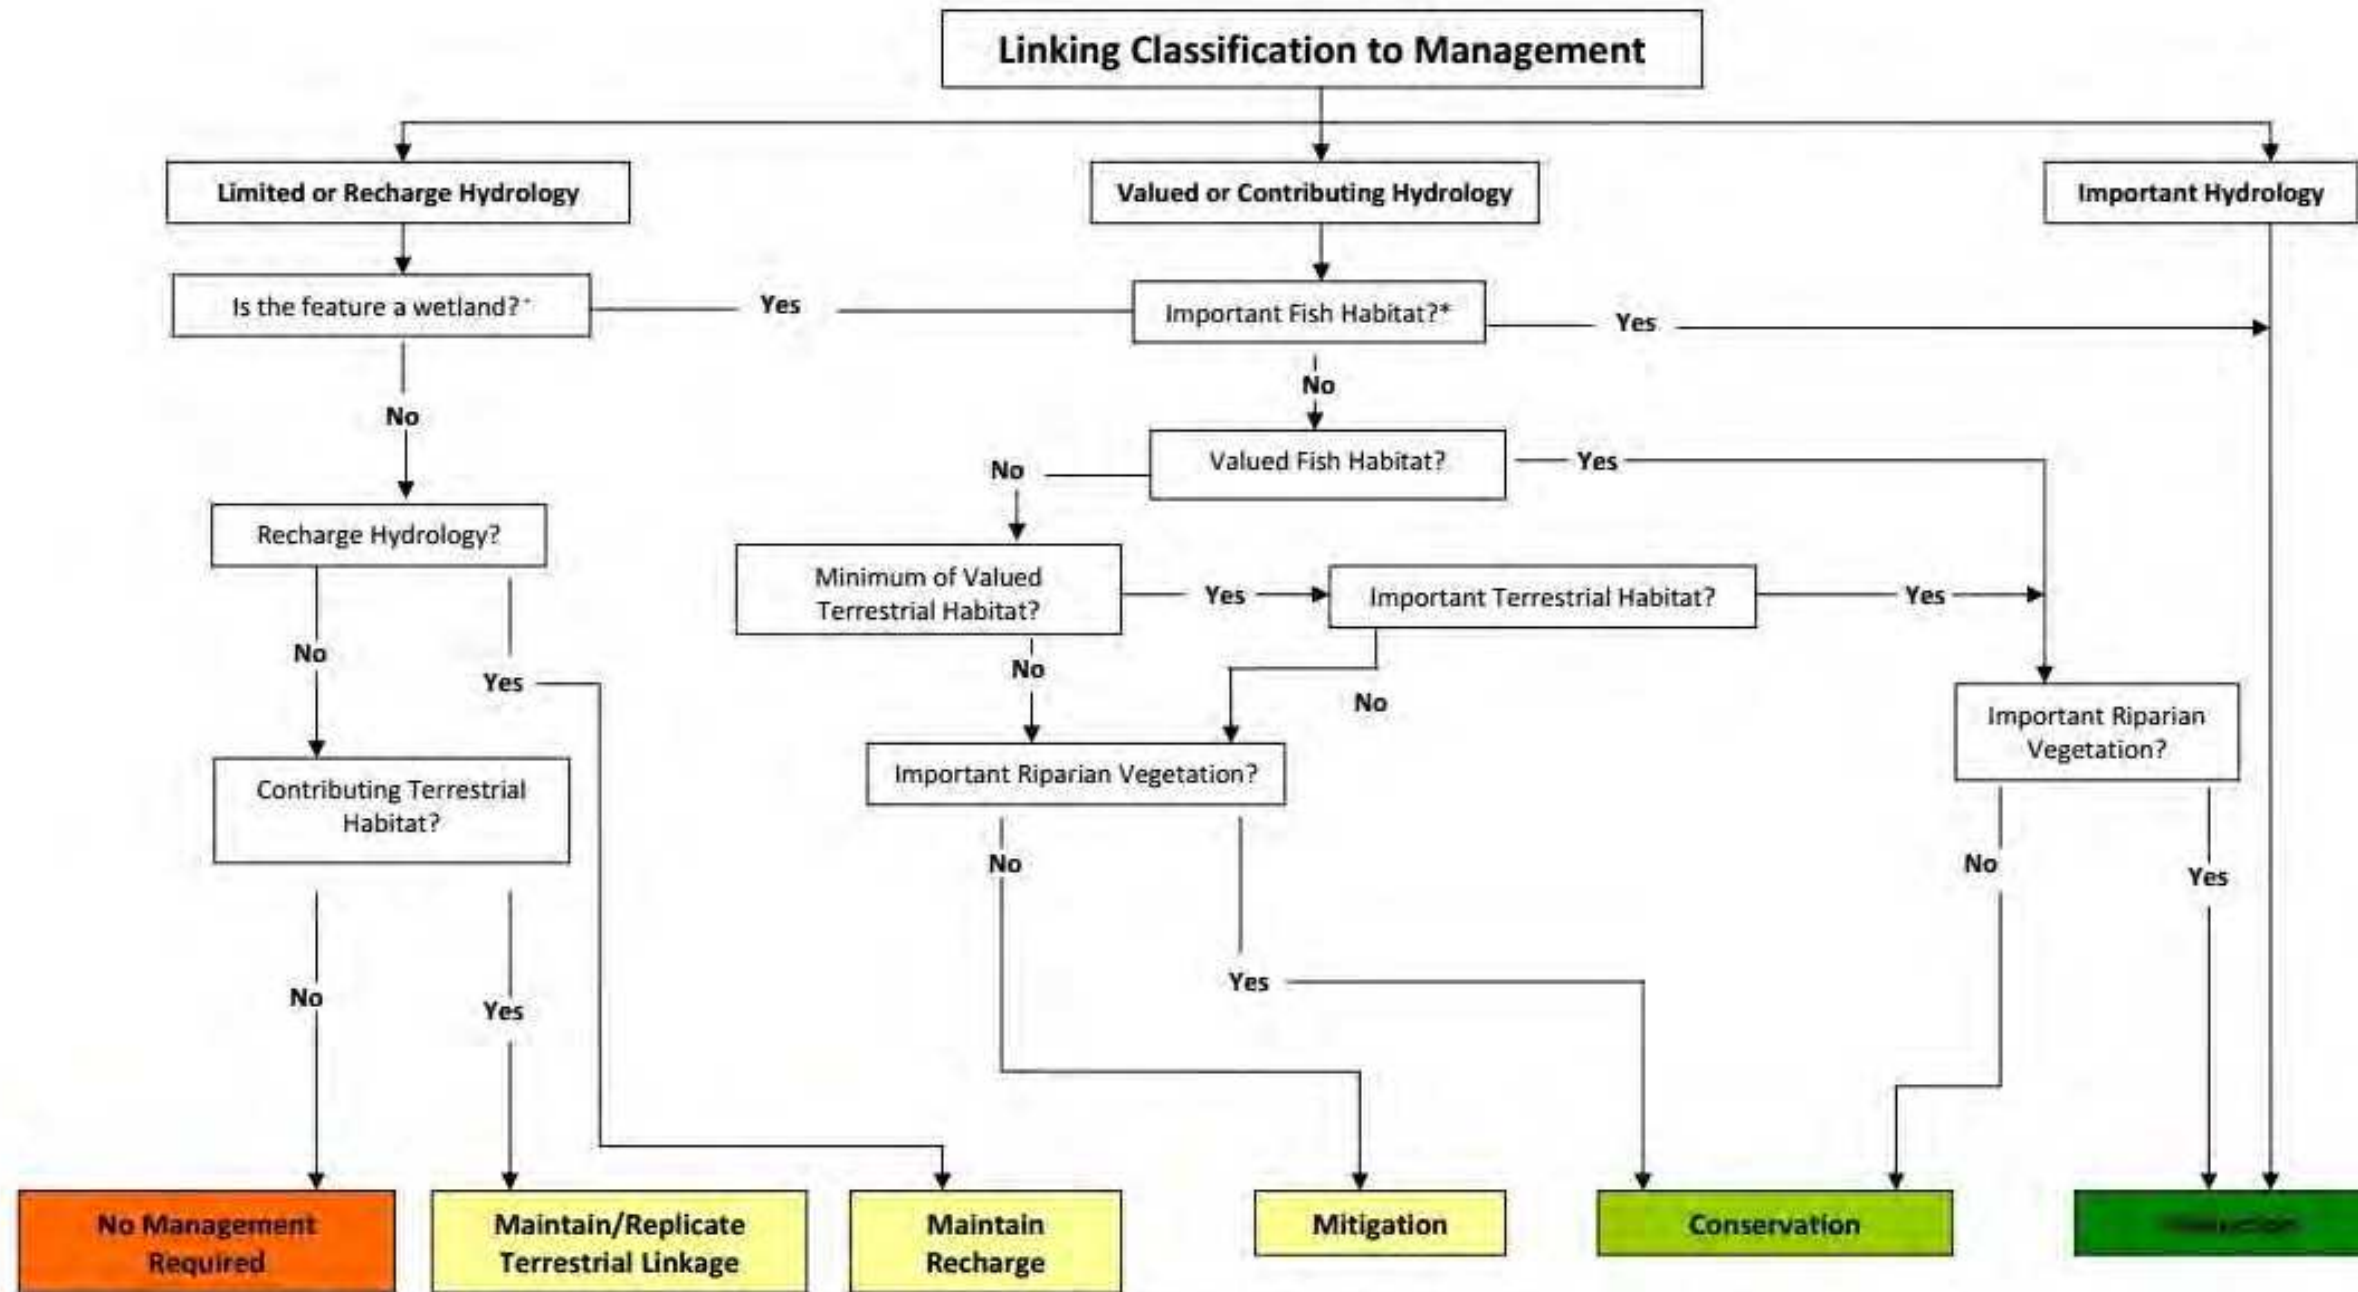 Linking Classification to Management
Limited or Recharge Hydrology
Valued or Contributing Hydrology
Important Hydrology
Is the feature a wetland?
Yes
Important Fish Habitat?*
Yes
No
No
Valued Fish Habitat?
Yes
No
Recharge Hydrology?
Minimum of Valued
Terrestrial Habitat?
Yes
Important Terrestrial Habitat?
Yes
No
Yes
No
No
Important Riparian
Vegetation?
Important Riparian Vegetation?
Contributing Terrestrial
Habitat?
No
No
Yes
No
Yes
Yes
No Management
Required
Maintain/Replicate
Terrestrial Linkage
Maintain
Recharge
Mitigation
Conservation